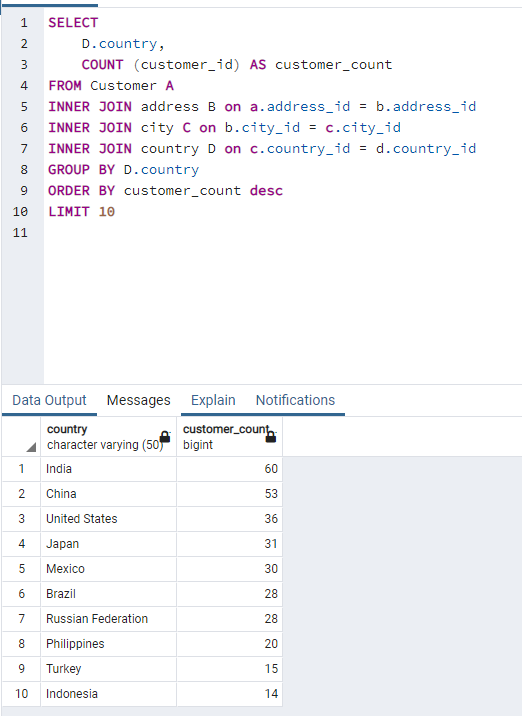 1 SELECT
2 D.country,
3 COUNT (customer_id) AS customer_count
4 FROM Customer A
5 INNER JOIN address B on a.address_id = b.address_id
6 INNER JOIN city C on b.city_id = c.city_id
7 INNER JOIN country D on c.country_id = d.country_id
8 GROUP BY D.country
9 ORDER BY customer_count desc
10 LIMIT 10
11
Data Output Messages Explain Notifications
country customer_count
character varying (50) bigint
1 India 60
2 China 53
3 United States 36
4 Japan 31
5 Mexico 30
6 Brazil 28
7 Russian Federation 28
8 Philippines 20
9 Turkey 15
10 Indonesia 14